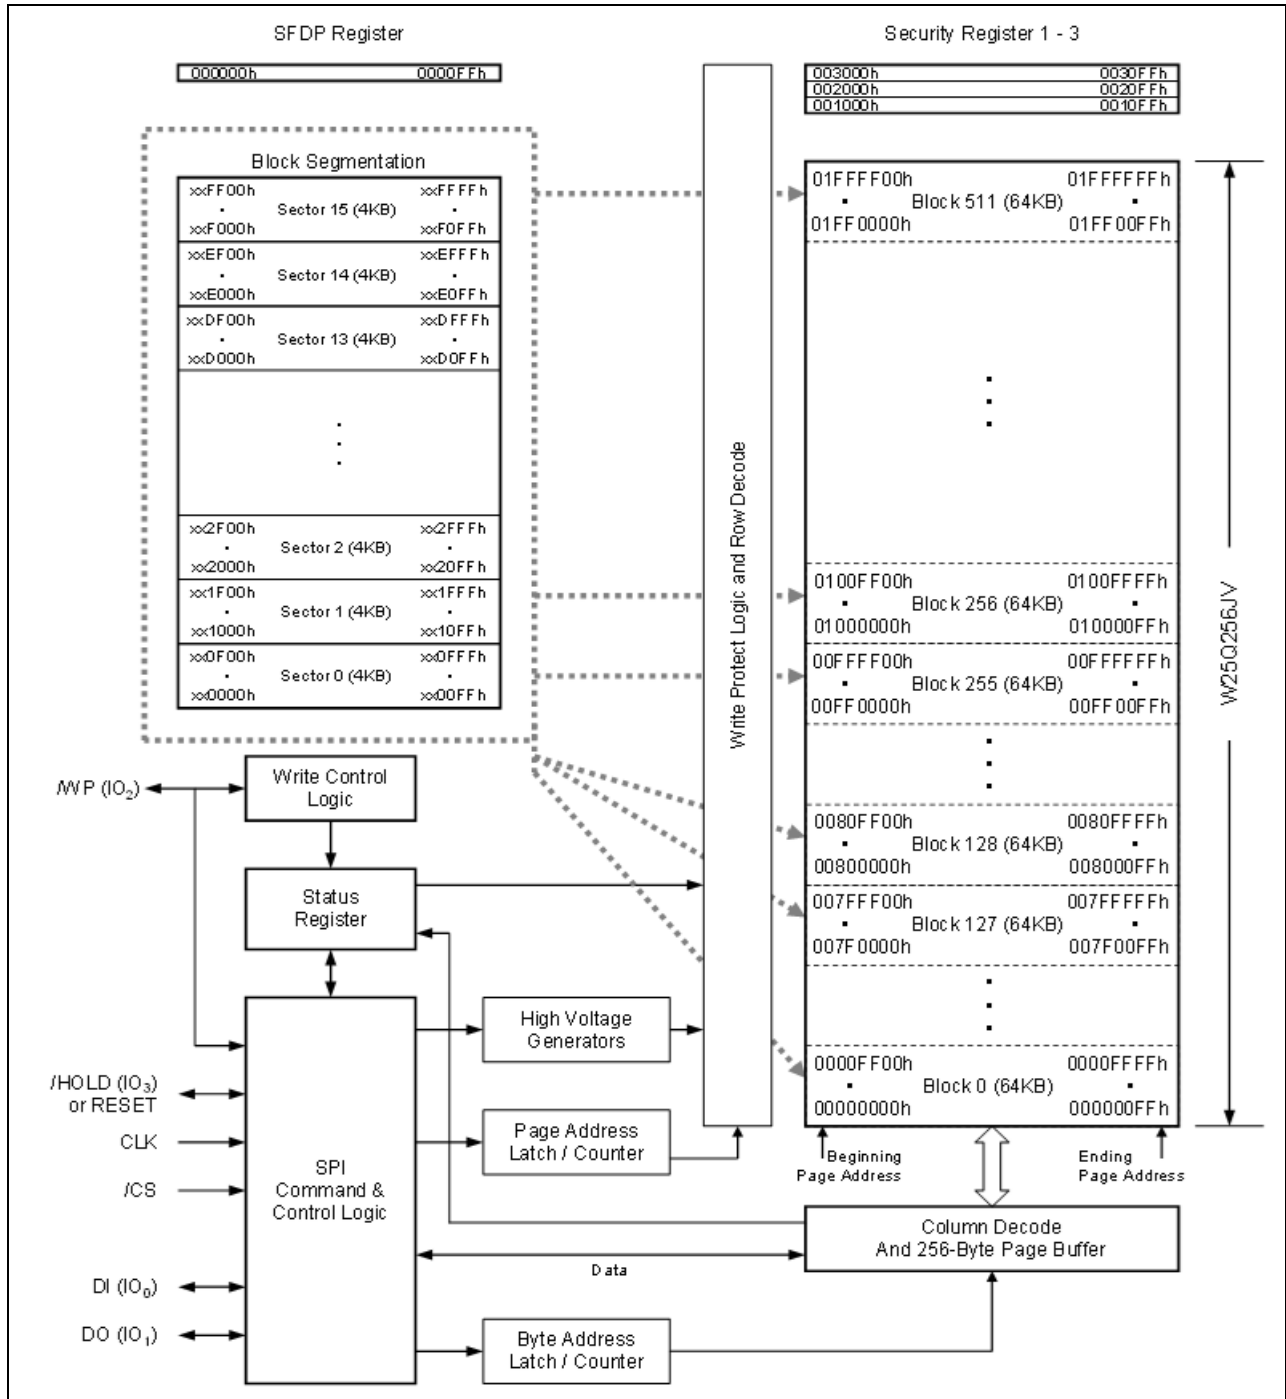 SFDP Register
000000h 0000FFh
Security Register 1 - 3
003000h 0030FFh
002000h 0020FFh
001000h 0010FFh
Block Segmentation
xxFF00h xxFFFFh
Sector 15 (4KB)
xxF000h xxF0FFh
xxEF00h xxEFFFh
Sector 14 (4KB)
xxE000h xxE0FFh
xxDF00h xxDFFFh
Sector 13 (4KB)
xxD000h xxD0FFh
xx2F00h xx2FFFh
Sector 2 (4KB)
xx2000h xx20FFh
xx1F00h xx1FFFh
Sector 1 (4KB)
xx1000h xx10FFh
xx0F00h xx0FFFh
Sector 0 (4KB)
xx0000h xx00FFh
Write Protect Logic and Row Decode
01FFFF00h 01FFFFFFh
Block 511 (64KB)
01FF0000h 01FF00FFh
0100FF00h 0100FFFFh
Block 256 (64KB)
01000000h 010000FFh
00FFFF00h 00FFFFFFh
Block 255 (64KB)
00FF0000h 00FF00FFh
0080FF00h 0080FFFFh
Block 128 (64KB)
00800000h 008000FFh
007FFF00h 007FFFFFh
Block 127 (64KB)
007F0000h 007F00FFh
0000FF00h 0000FFFFh
Block 0 (64KB)
00000000h 000000FFh
W25Q256JV
Beginning
Page Address
Ending
Page Address
/WP (IO2)
Write Control
Logic
Status
Register
/HOLD (IO3)
or RESET
CLK
/CS
DI (IO0)
DO (IO1)
SPI
Command &
Control Logic
High Voltage
Generators
Page Address
Latch / Counter
Column Decode
And 256-Byte Page Buffer
Data
Byte Address
Latch / Counter